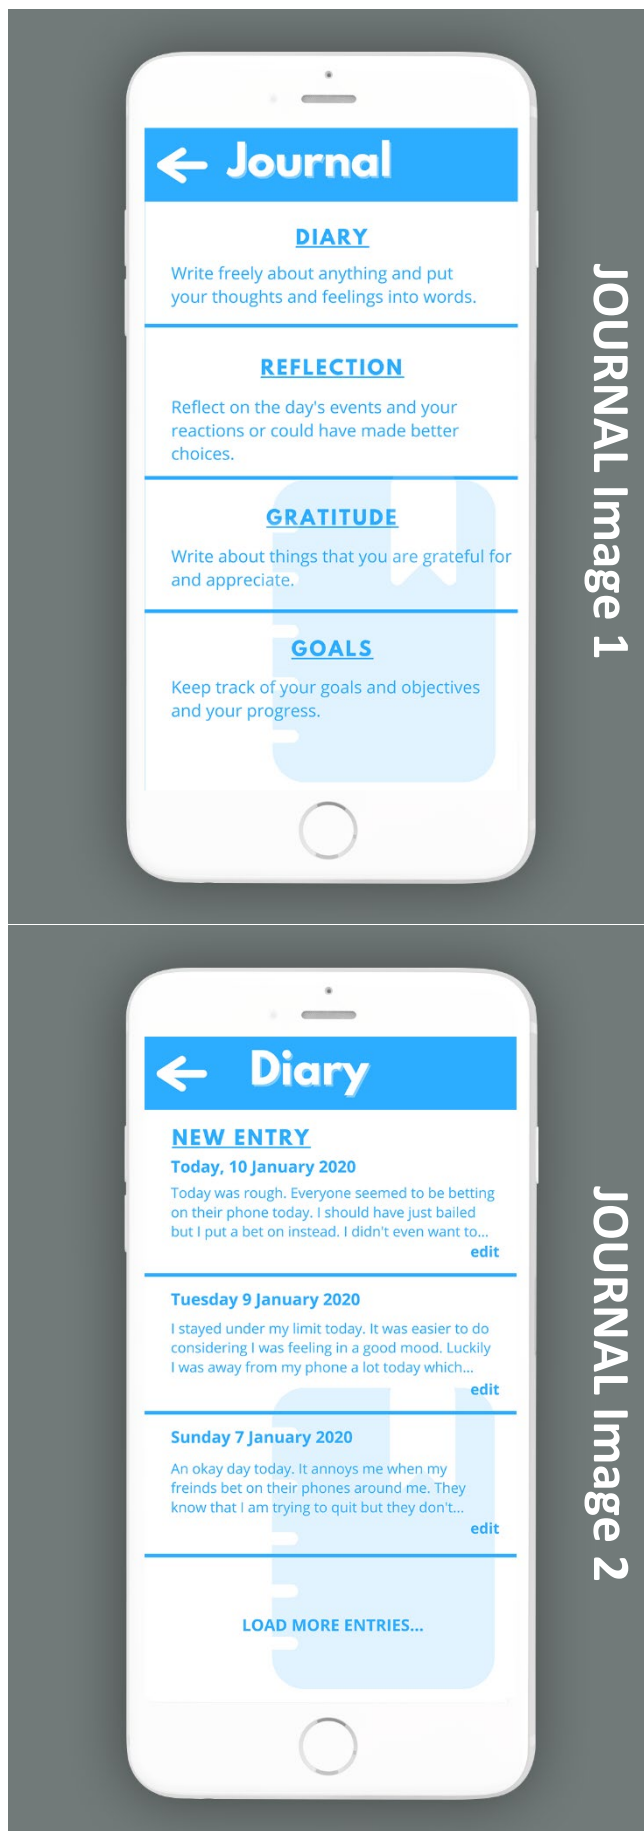 Journal
DIARY
Write freely about anything and put
your thoughts and feelings into words.
REFLECTION
Reflect on the day's events and your
reactions or could have made better
choices.
GRATITUDE
Write about things that you are grateful for
and appreciate.
GOALS
Keep track of your goals and objectives
and your progress.
JOURNAL Image 1
Diary
NEW ENTRY
Today, 10 January 2020
Today was rough. Everyone seemed to be betting
on their phone today. I should have just bailed
but I put a bet on instead. I didn't even want to...
edit
Tuesday 9 January 2020
I stayed under my limit today. It was easier to do
considering I was feeling in a good mood. Luckily
I was away from my phone a lot today which...
edit
Sunday 7 January 2020
An okay day today. It annoys me when my
freinds bet on their phones around me. They
know that I am trying to quit but they don't...
edit
LOAD MORE ENTRIES...
JOURNAL Image 2